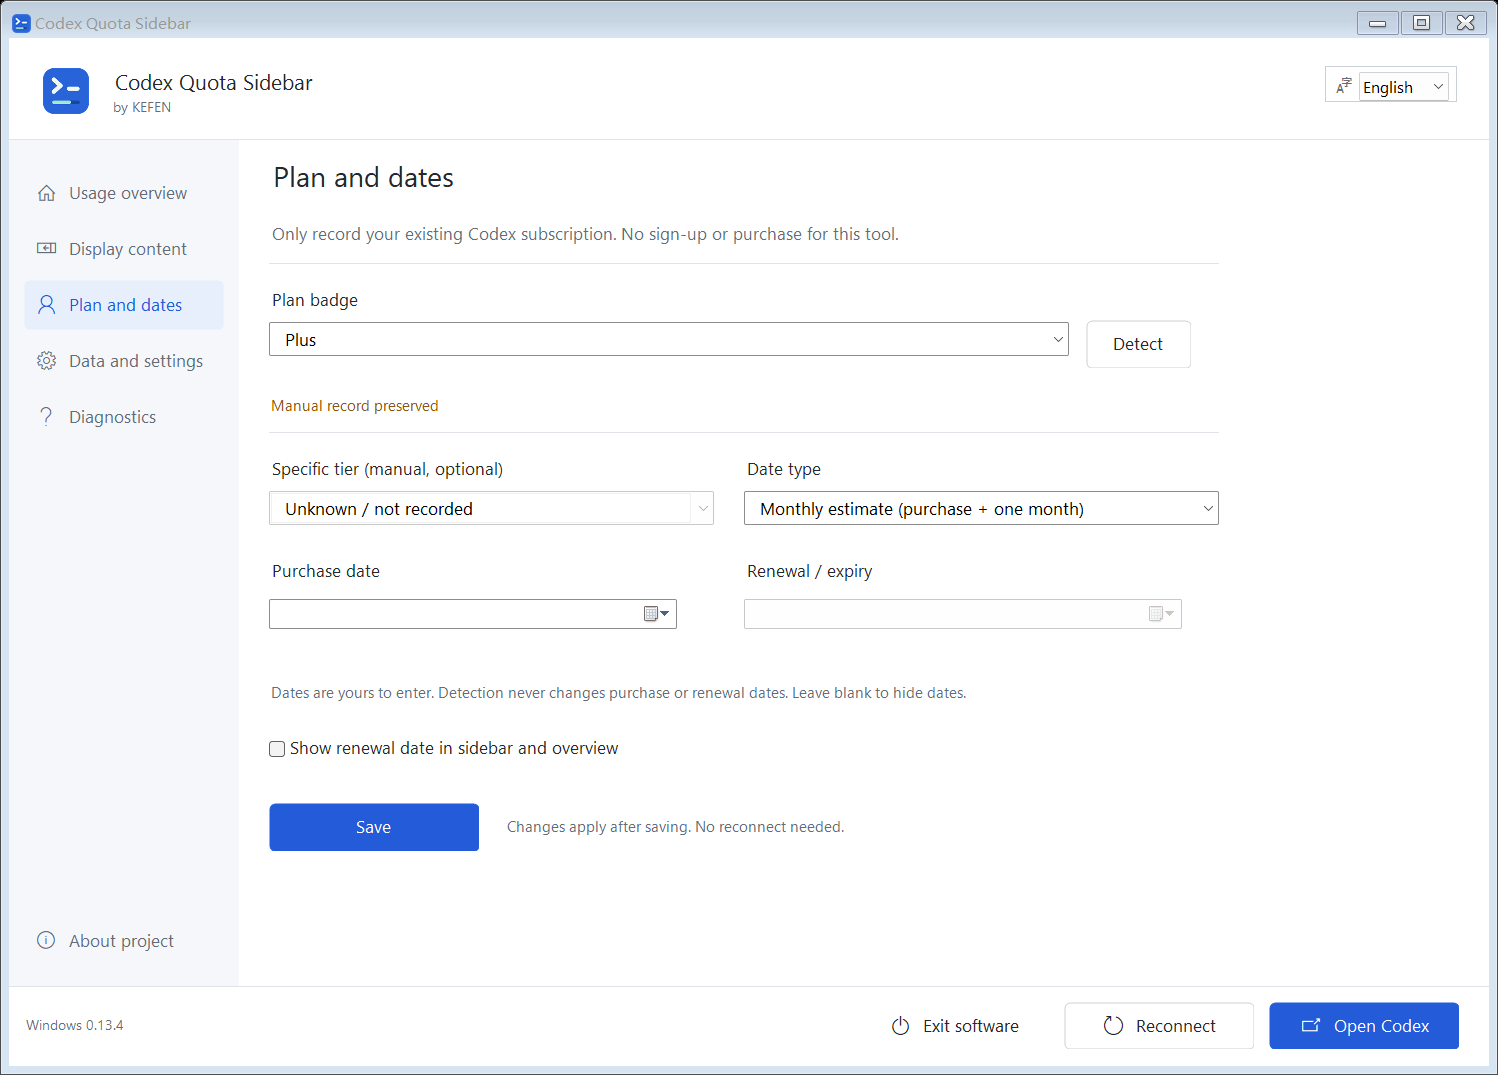 Codex Quota Sidebar
Codex Quota Sidebar
by KEFEN
English
Usage overview
Display content
Plan and dates
Data and settings
Diagnostics
About project
Plan and dates
Only record your existing Codex subscription. No sign-up or purchase for this tool.
Plan badge
Plus
Detect
Manual record preserved
Specific tier (manual, optional)
Date type
Unknown / not recorded
Monthly estimate (purchase + one month)
Purchase date
Renewal / expiry
Dates are yours to enter. Detection never changes purchase or renewal dates. Leave blank to hide dates.
Show renewal date in sidebar and overview
Save
Changes apply after saving. No reconnect needed.
Windows 0.13.4
Exit software
Reconnect
Open Codex